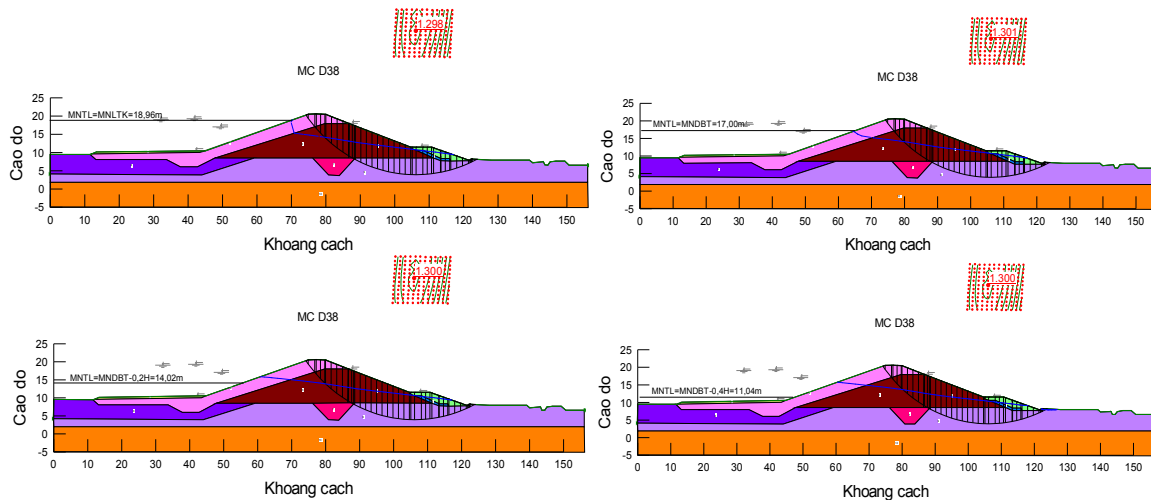 1.298
MC D38
MNTL=MNLTK=18,96m
Cao do
25
20
15
10
5
0
-5
0 10 20 30 40 50 60 70 80 90 100 110 120 130 140 150
Khoang cach
1.301
MC D38
MNTL=MNDBT=17,00m
Cao do
25
20
15
10
5
0
-5
0 10 20 30 40 50 60 70 80 90 100 110 120 130 140 150
Khoang cach
1.300
MC D38
MNTL=MNDBT-0,2H=14,02m
Cao do
25
20
15
10
5
0
-5
0 10 20 30 40 50 60 70 80 90 100 110 120 130 140 150
Khoang cach
1.300
MC D38
MNTL=MNDBT-0,4H=11,04m
Cao do
25
20
15
10
5
0
-5
0 10 20 30 40 50 60 70 80 90 100 110 120 130 140 150
Khoang cach